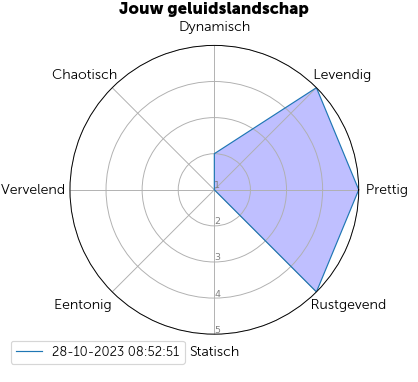 Jouw geluidslandschap
Dynamisch
Chaotisch
Levendig
Vervelend
1
Prettig
2
3
4
Eentonig
Rustgevend
5
28-10-2023 08:52:51
Statisch